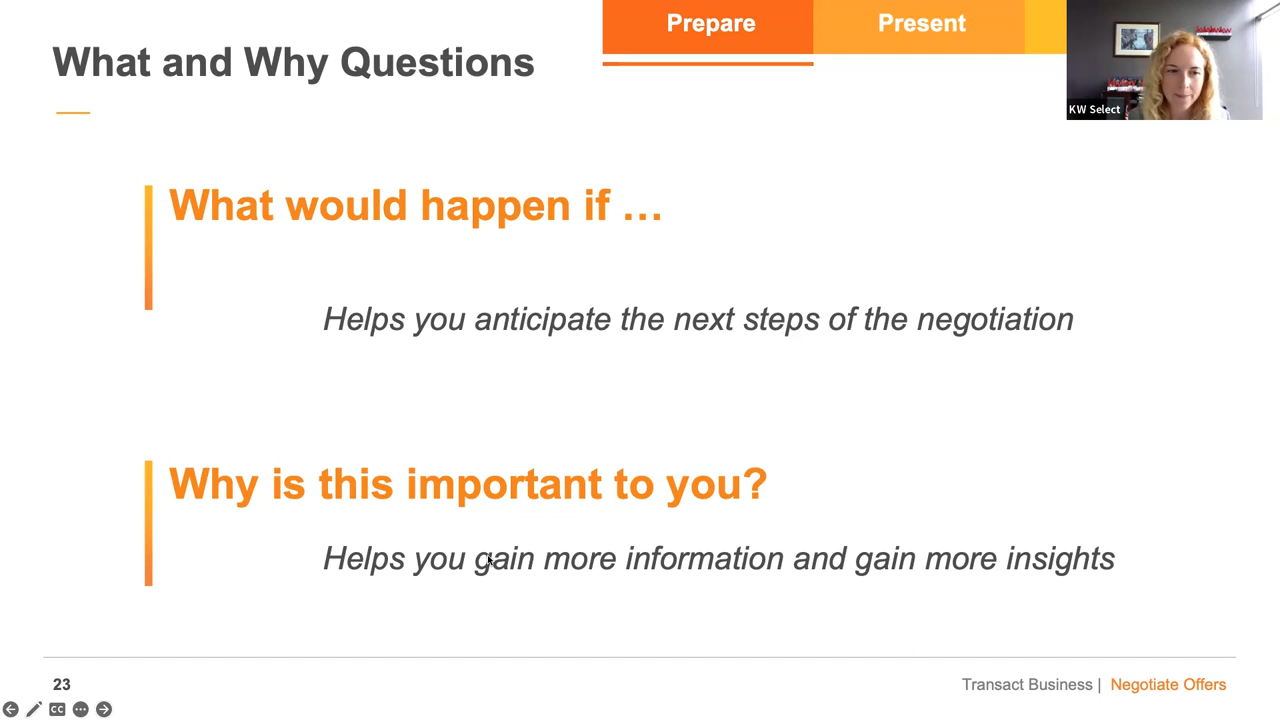 What and Why Questions
Prepare
Present
KW Select
What would happen if …
Helps you anticipate the next steps of the negotiation
Why is this important to you?
Helps you gain more information and gain more insights
23
Transact Business | Negotiate Offers
CC